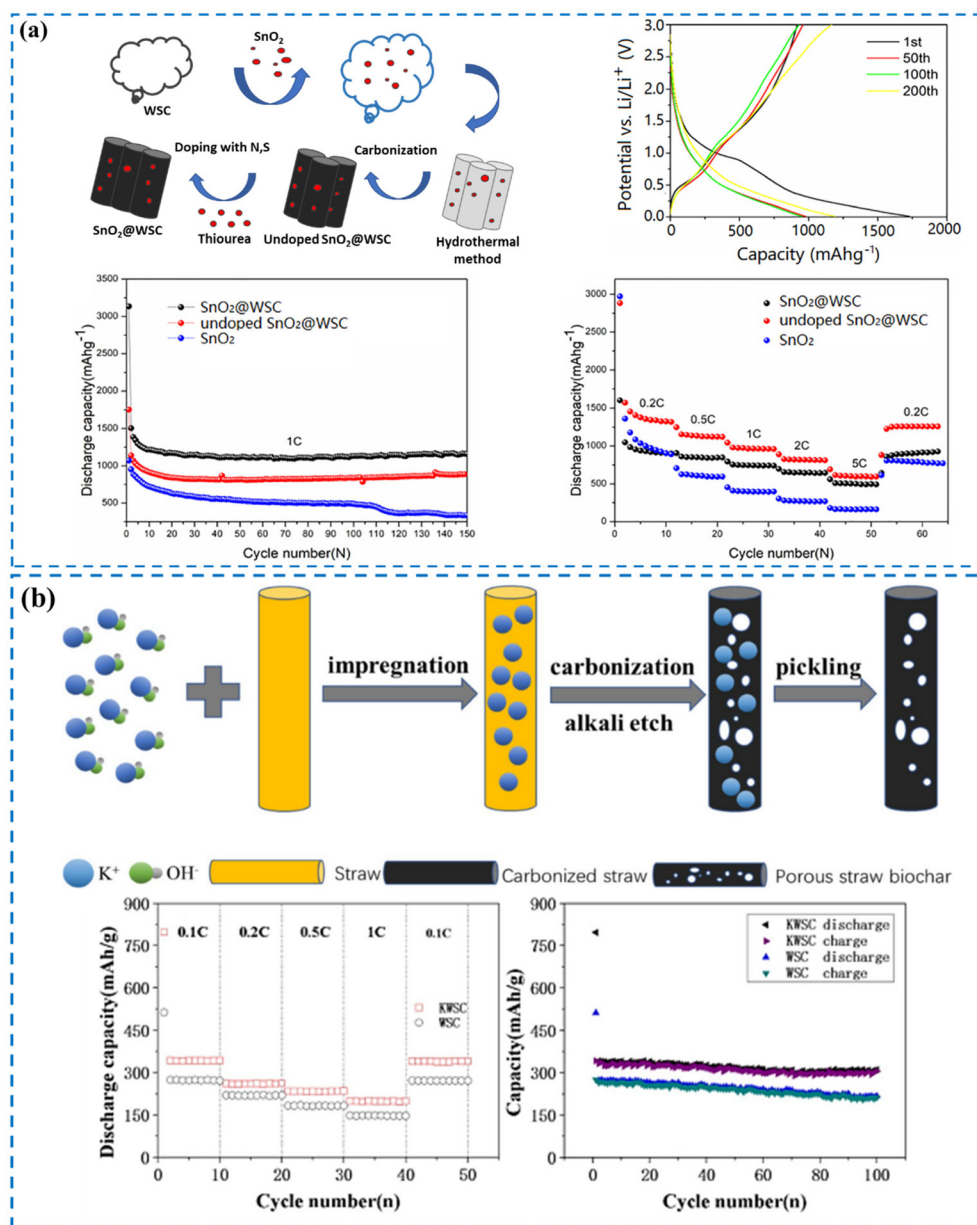 (a)
SnO2
WSC
Doping with N,S
Carbonization
SnO2@WSC
Thiourea
Undoped SnO2@WSC
Hydrothermal
method
Potential vs. Li/Li+ (V)
3.0
2.5
2.0
1.5
1.0
0.5
0.0
1st
50th
100th
200th
0
500
1000
1500
2000
Capacity (mAhg-1)
Discharge capacity(mAhg-1)
3500
3000
2500
2000
1500
1000
500
SnO2@WSC
undoped SnO2@WSC
SnO2
1C
0 10 20 30 40 50 60 70 80 90 100 110 120 130 140 150
Cycle number(N)
Discharge capacity(mAhg-1)
3000
2500
2000
1500
1000
500
0
SnO2@WSC
undoped SnO2@WSC
SnO2
0.2C
0.5C
1C
2C
5C
0.2C
0 10 20 30 40 50 60
Cycle number(N)
(b)
impregnation
carbonization
alkali etch
pickling
K+
OH-
Straw
Carbonized straw
Porous straw biochar
Discharge capacity(mAh/g)
900
750
600
450
300
150
0
0.1C
0.2C
0.5C
1C
0.1C
KWSC
WSC
0 10 20 30 40 50
Cycle number(n)
Capacity(mAh/g)
900
750
600
450
300
150
0
KWSC discharge
KWSC charge
WSC discharge
WSC charge
0 20 40 60 80 100
Cycle number(n)